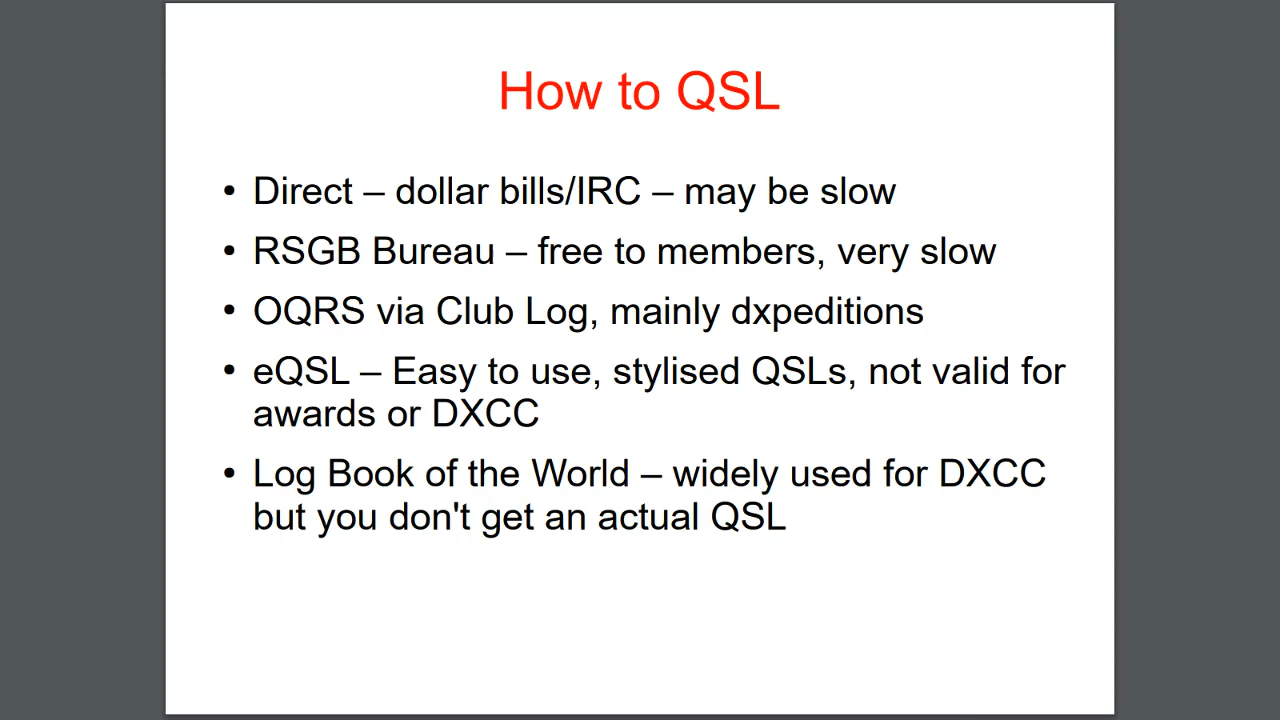 How to QSL
• Direct – dollar bills/IRC – may be slow
• RSGB Bureau – free to members, very slow
• OQRS via Club Log, mainly dxpeditions
• eQSL – Easy to use, stylised QSLs, not valid for
awards or DXCC
• Log Book of the World – widely used for DXCC
but you don't get an actual QSL